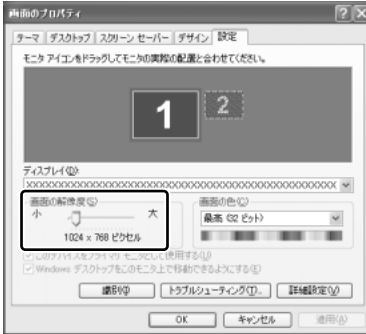 画面のプロパティ
テーマ デスクトップ スクリーン セーバー デザイン 設定
モニタ アイコンをドラッグしてモニタの実際の配置と合わせてください。
1 2
ディスプレイ(D):
XXXXXXXXXXXXXXXXXXXXXXXXXXXXXXXXXXXXXXXXXXXXXXXX
画面の解像度(S) 画面の色(C)
小 大 最高 (32 ビット)
1024 x 768 ピクセル
このデバイスをプライマリ モニタとして使用する(U)
Windows デスクトップをこのモニタ上で移動できるようにする(E)
識別(I) トラブルシューティング(T)... 詳細設定(V)
OK キャンセル 適用(A)